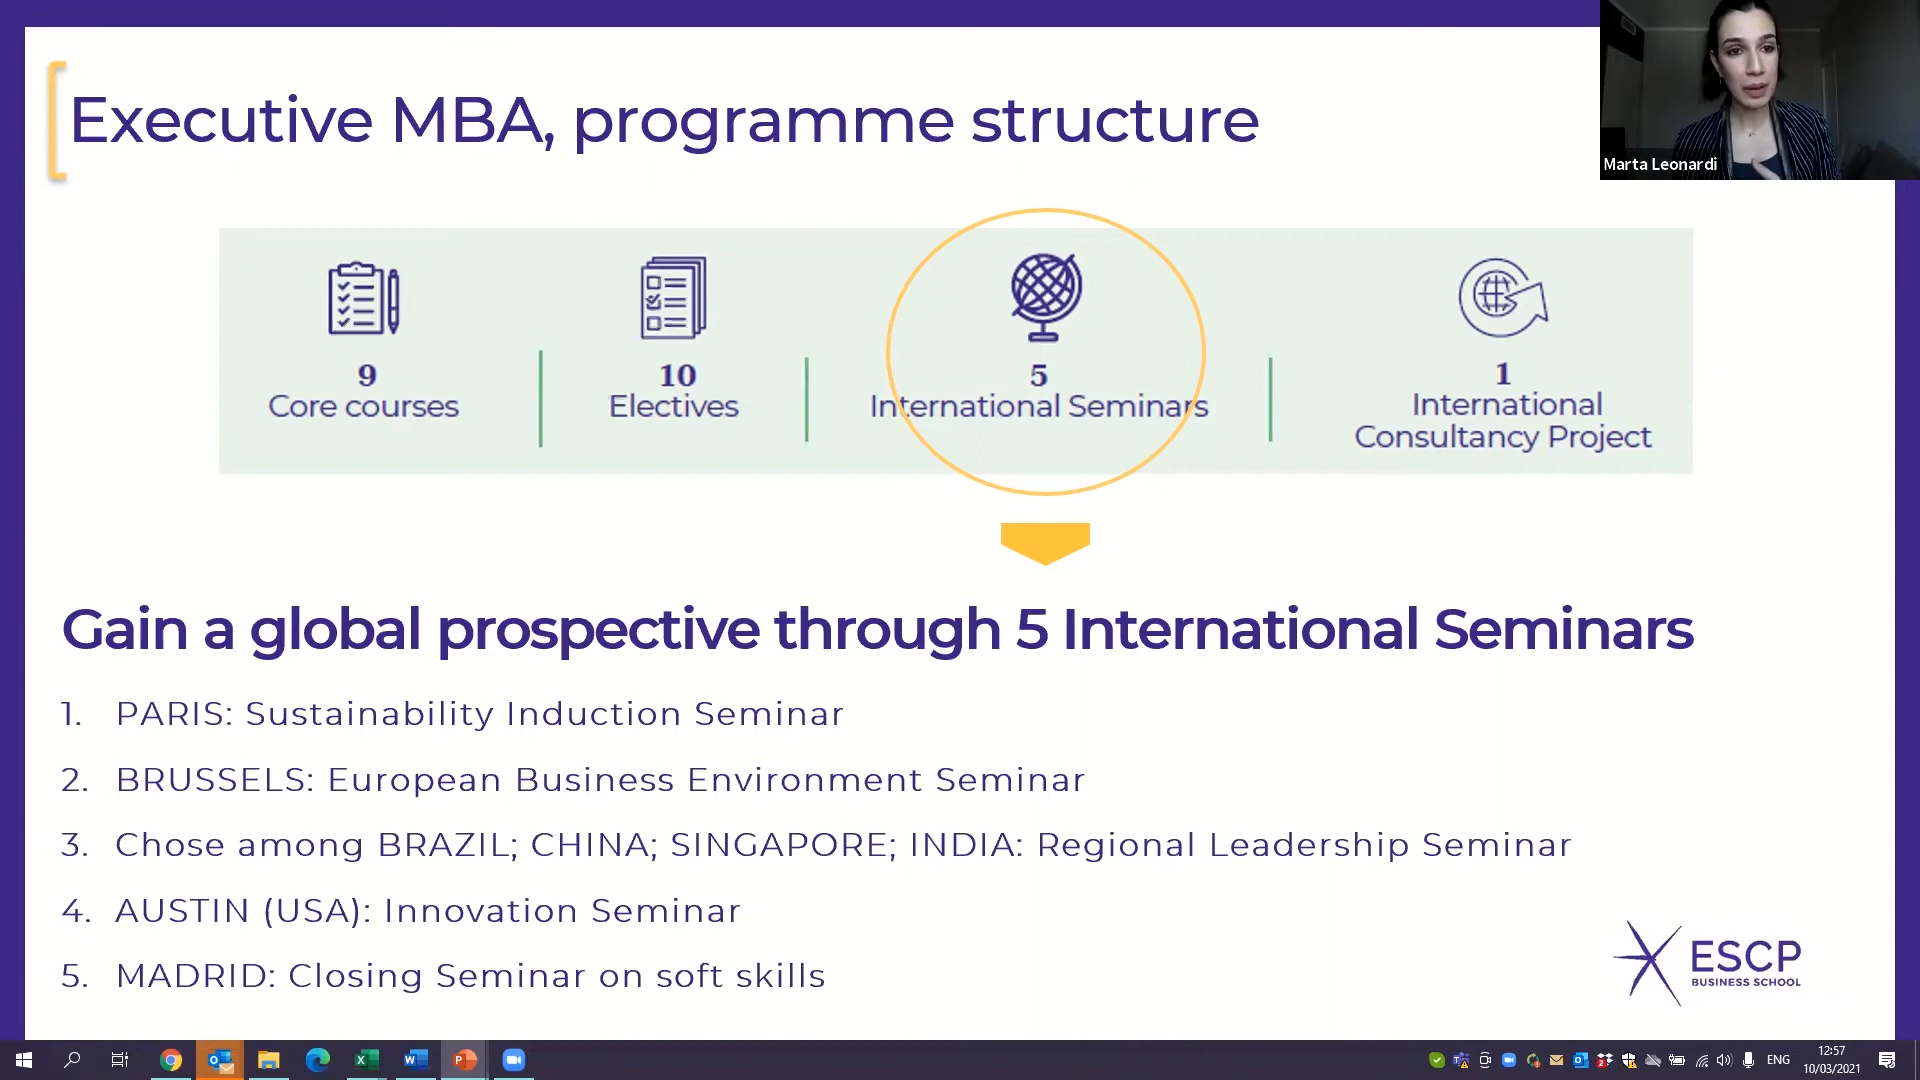 Executive MBA, programme structure
Marta Leonardi
9
Core courses
10
Electives
5
International Seminars
1
International
Consultancy Project
Gain a global prospective through 5 International Seminars
1. PARIS: Sustainability Induction Seminar
2. BRUSSELS: European Business Environment Seminar
3. Chose among BRAZIL; CHINA; SINGAPORE; INDIA: Regional Leadership Seminar
4. AUSTIN (USA): Innovation Seminar
5. MADRID: Closing Seminar on soft skills
ESCP
BUSINESS SCHOOL
ENG
12:57
10/03/2021